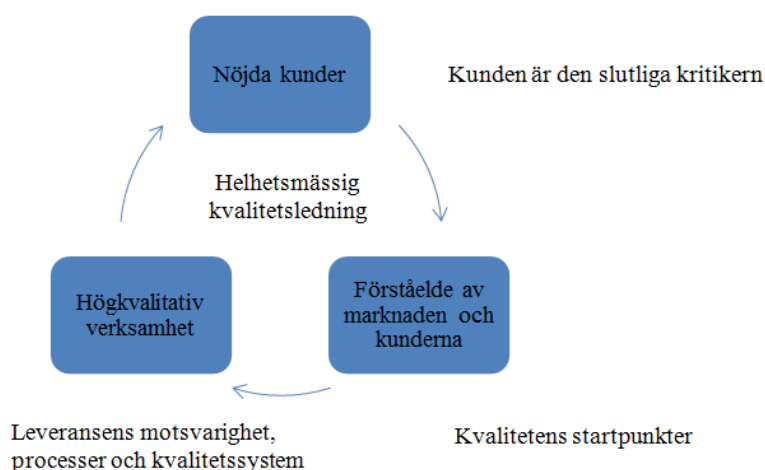 Nöjda kunder
Kunden är den slutliga kritikern
Helhetsmässig
kvalitetsledning
Högkvalitativ
verksamhet
Förståelde av
marknaden och
kunderna
Leveransens motsvarighet,
processer och kvalitetssystem
Kvalitetens startpunkter